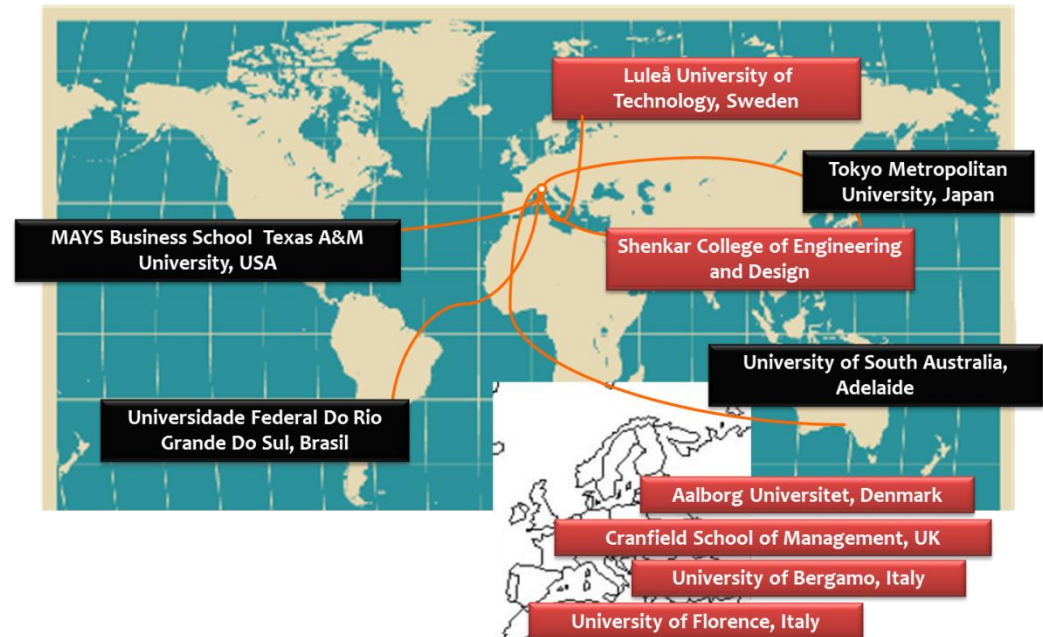 Luleå University of
Technology, Sweden
Tokyo Metropolitan
University, Japan
MAYS Business School Texas A&M
University, USA
Shenkar College of Engineering
and Design
University of South Australia,
Adelaide
Universidade Federal Do Rio
Grande Do Sul, Brasil
Aalborg Universitet, Denmark
Cranfield School of Management, UK
University of Bergamo, Italy
University of Florence, Italy